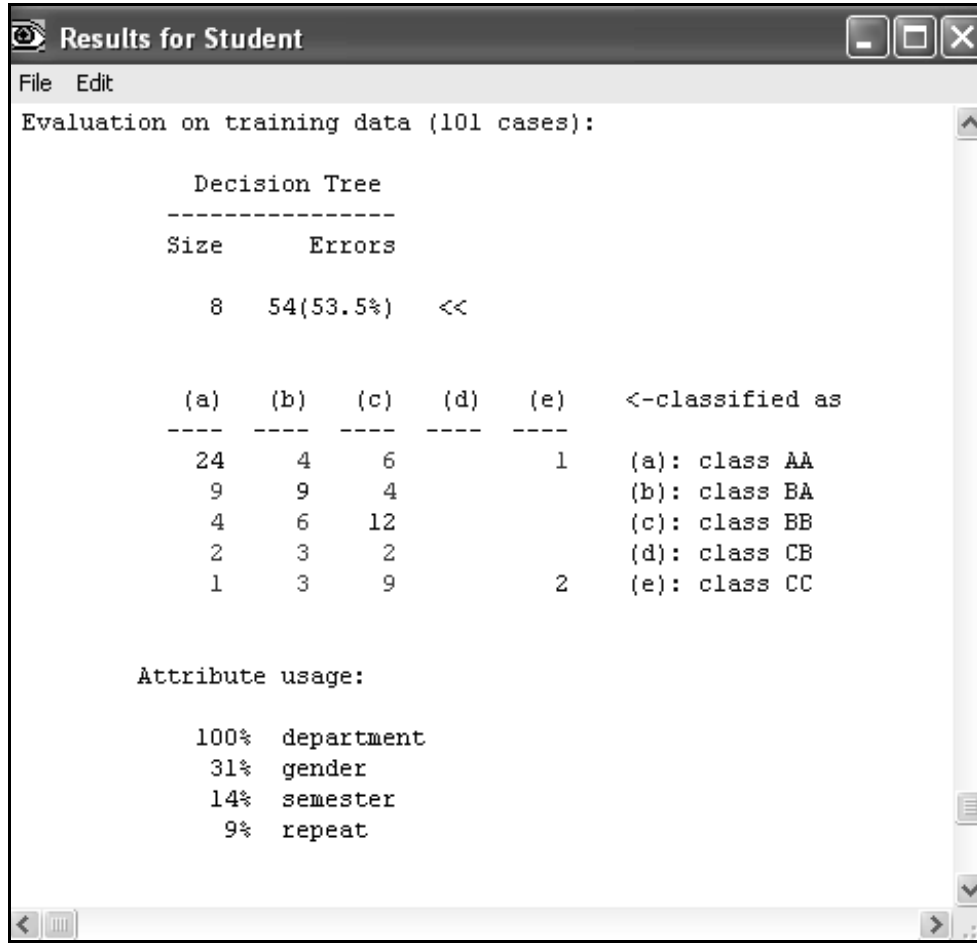 Results for Student
File Edit
Evaluation on training data (101 cases):
Decision Tree
----------------
Size Errors
8 54(53.5%) <<
(a) (b) (c) (d) (e) <-classified as
---- ---- ---- ---- ----
24 4 6 1 (a): class AA
9 9 4 (b): class BA
4 6 12 (c): class BB
2 3 2 (d): class CB
1 3 9 2 (e): class CC
Attribute usage:
100% department
31% gender
14% semester
9% repeat